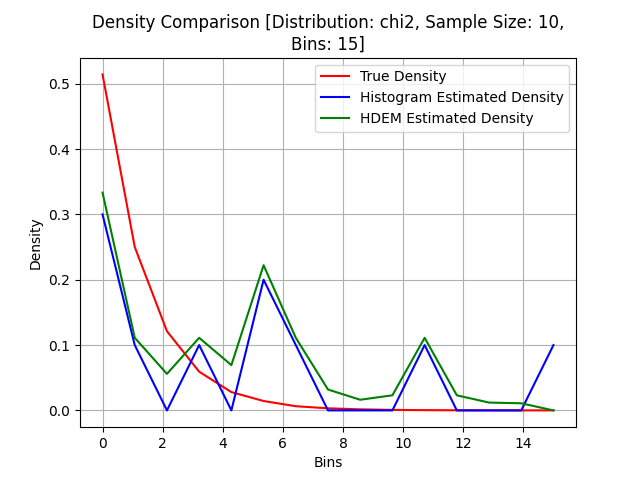 Density Comparison [Distribution: chi2, Sample Size: 10,
Bins: 15]
True Density
Histogram Estimated Density
HDEM Estimated Density
Density
0.5
0.4
0.3
0.2
0.1
0.0
0 2 4 6 8 10 12 14
Bins